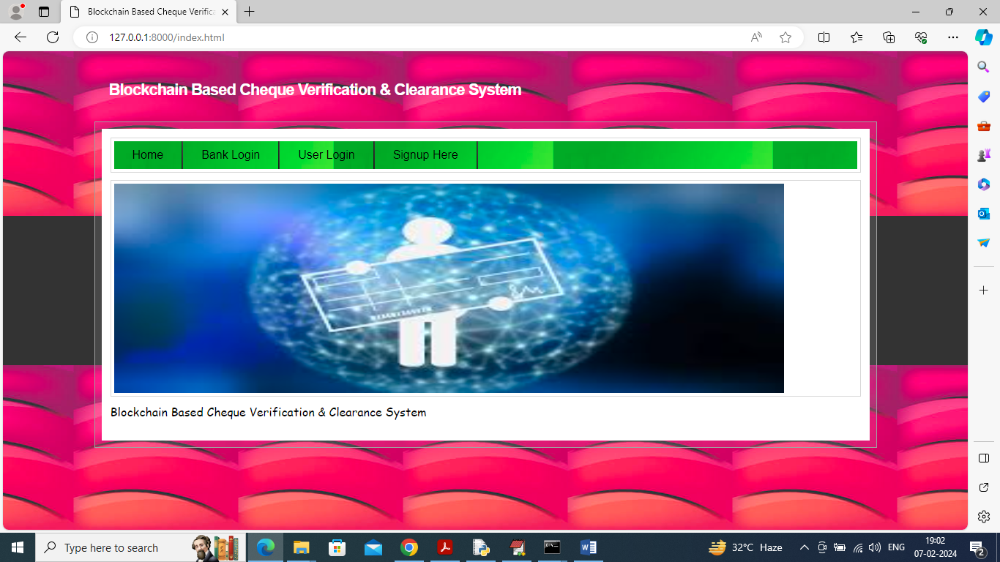 Blockchain Based Cheque Verifica
127.0.0.1:8000/index.html
Blockchain Based Cheque Verification & Clearance System
Home Bank Login User Login Signup Here
Blockchain Based Cheque Verification & Clearance System
Type here to search
32°C Haze
ENG
19:02
07-02-2024
2